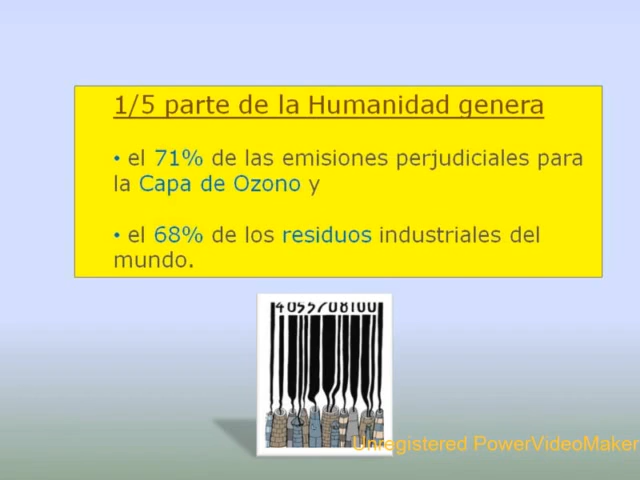 1/5 parte de la Humanidad genera
• el 71% de las emisiones perjudiciales para
la Capa de Ozono y
• el 68% de los residuos industriales del
mundo.
Unregistered PowerVideoMaker